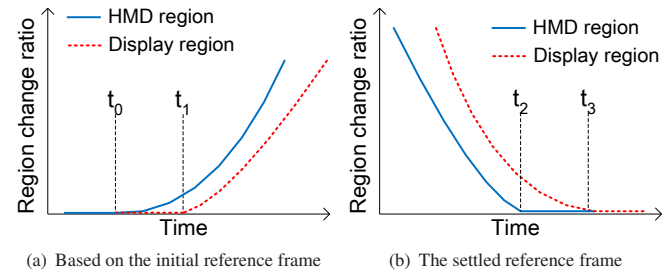 HMD region
Display region
t0
t1
Region change ratio
Time
(a) Based on the initial reference frame
HMD region
Display region
t2
t3
Region change ratio
Time
(b) The settled reference frame